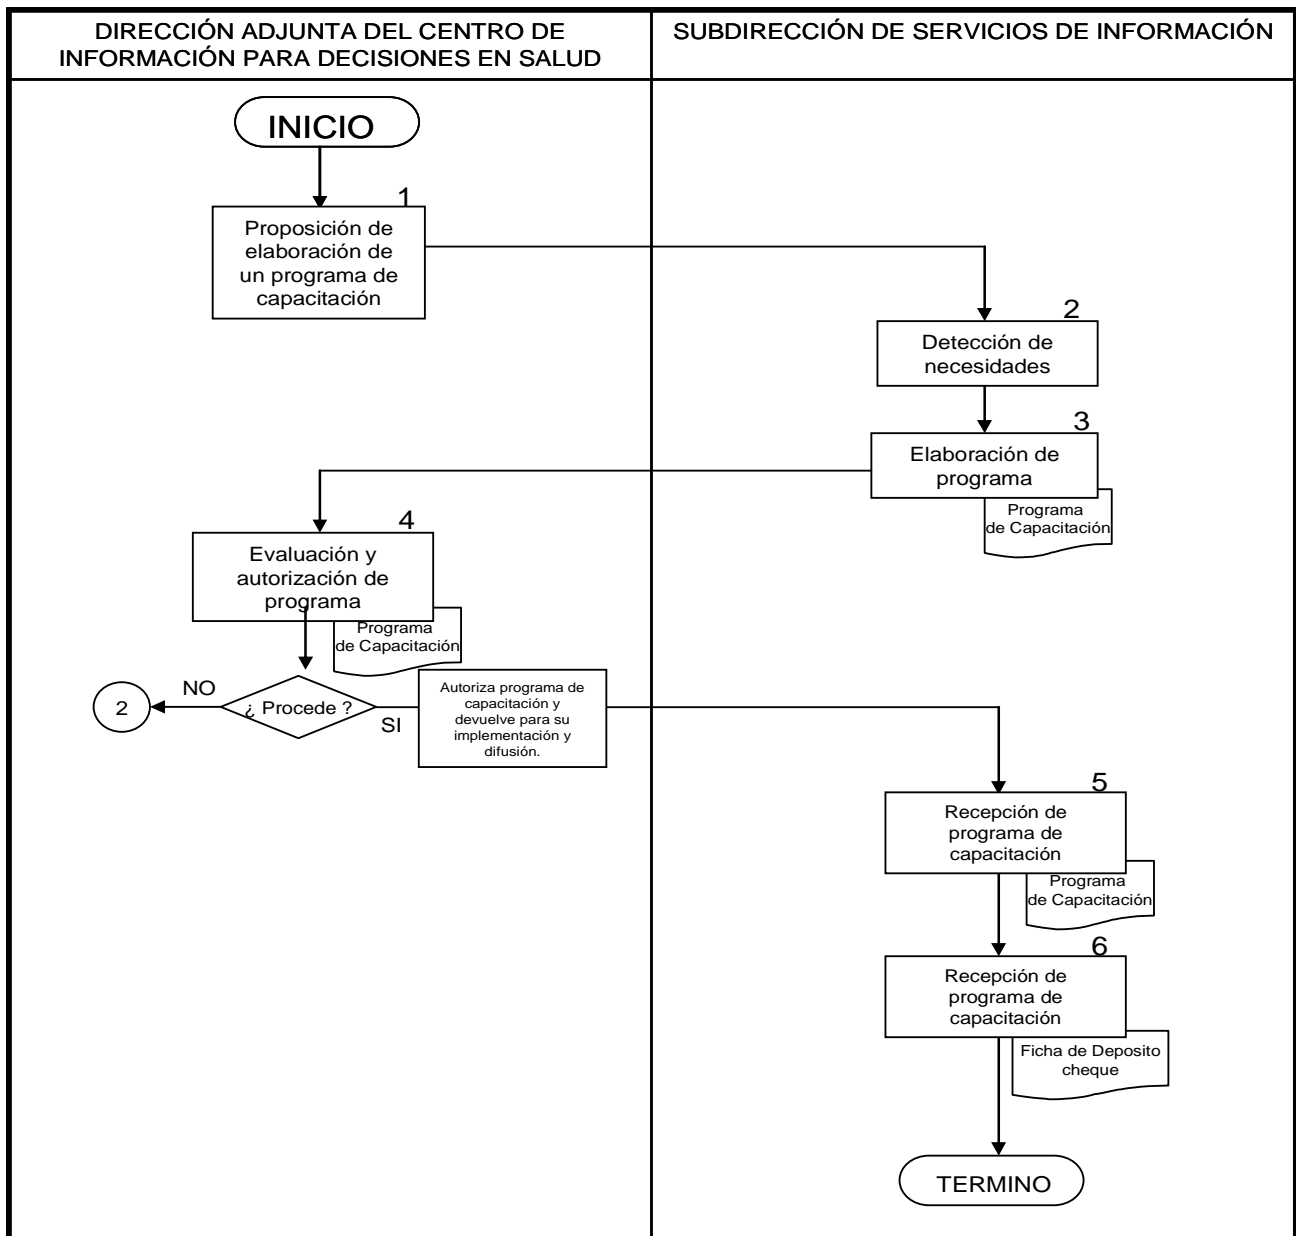 DIRECCIÓN ADJUNTA DEL CENTRO DE
INFORMACIÓN PARA DECISIONES EN SALUD
SUBDIRECCIÓN DE SERVICIOS DE INFORMACIÓN
INICIO
1
Proposición de
elaboración de
un programa de
capacitación
2
Detección de
necesidades
3
Elaboración de
programa
Programa
de Capacitación
4
Evaluación y
autorización de
programa
Programa
de Capacitación
¿ Procede ?
NO
2
SI
Autoriza programa de
capacitación y
devuelve para su
implementación y
difusión.
5
Recepción de
programa de
capacitación
Programa
de Capacitación
6
Recepción de
programa de
capacitación
Ficha de Deposito
cheque
TERMINO